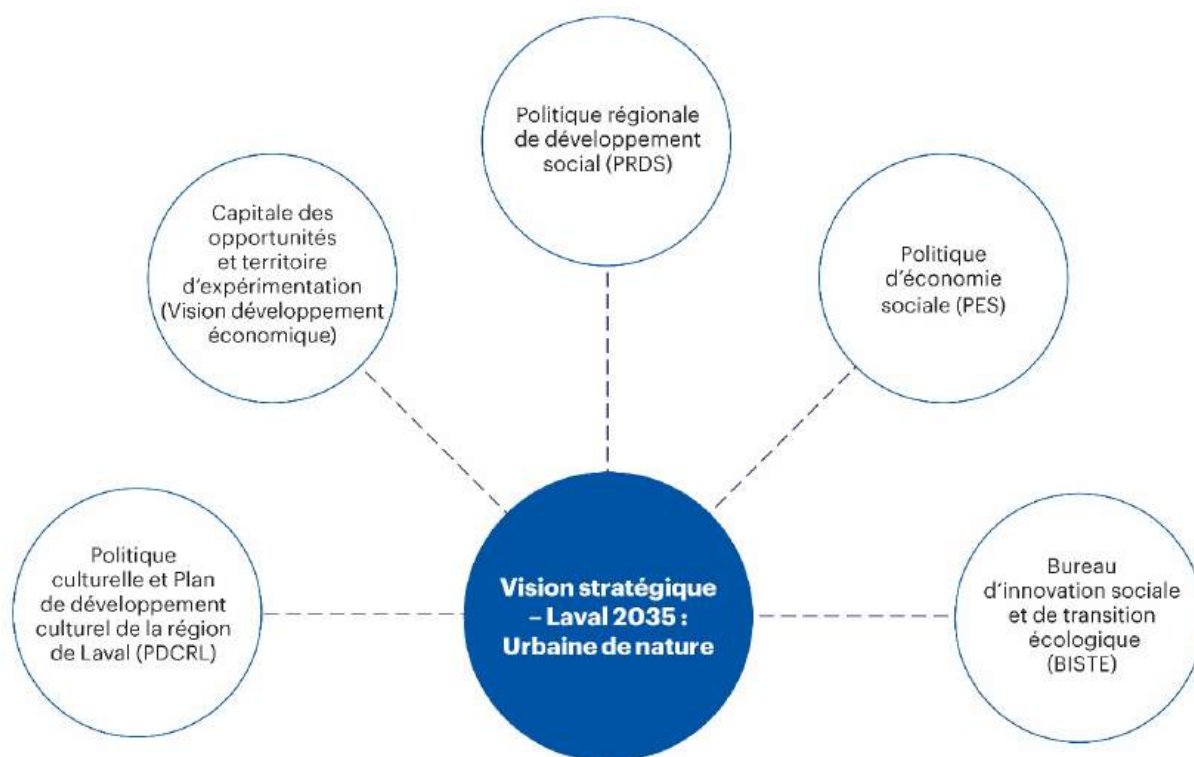 Politique régionale
de développement
social (PRDS)
Capitale des
opportunités
et territoire
d'expérimentation
(Vision développement
économique)
Politique
d'économie
sociale (PES)
Politique
culturelle et Plan
de développement
culturel de la région
de Laval (PDCRL)
Vision stratégique
– Laval 2035 :
Urbaine de nature
Bureau
d'innovation sociale
et de transition
écologique
(BISTE)